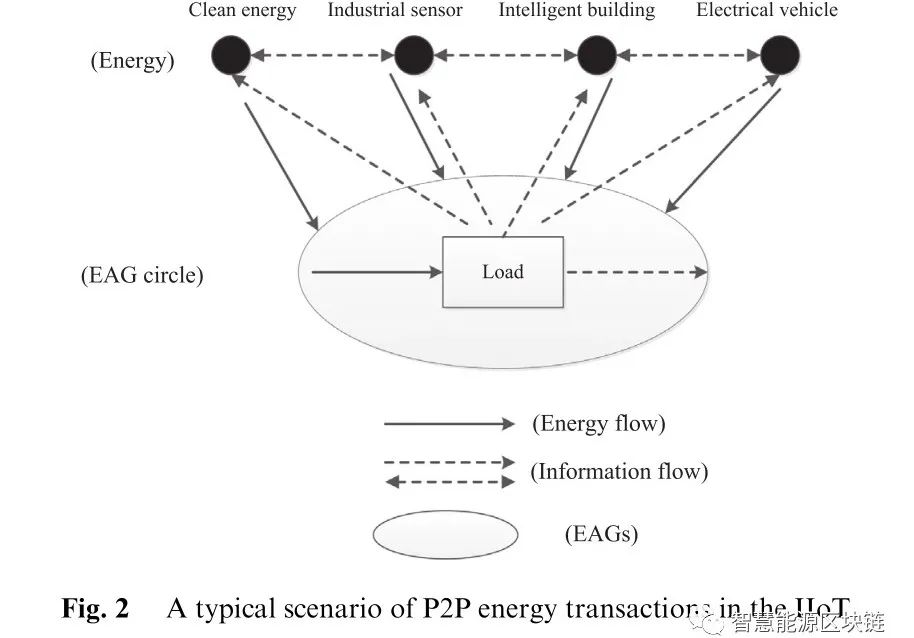 Clean energy Industrial sensor Intelligent building Electrical vehicle
(Energy)
(EAG circle)
Load
(Energy flow)
(Information flow)
(EAGs)
Fig. 2 A typical scenario of P2P energy transactions in the IIoT
智慧能源区块链